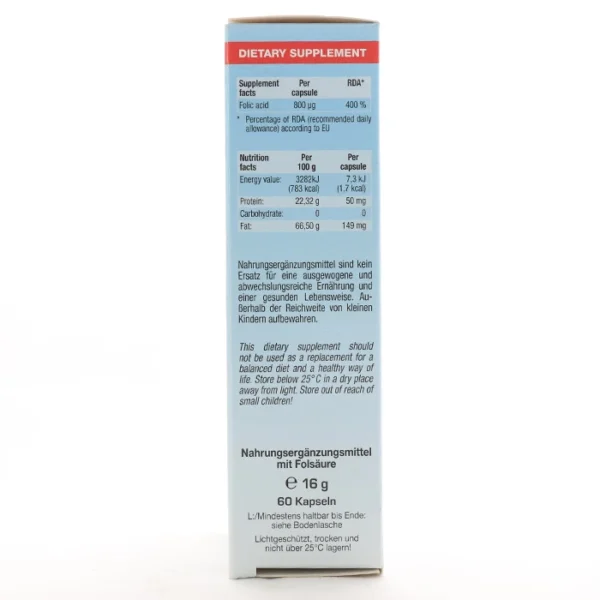 DIETARY SUPPLEMENT
Supplement facts Per capsule RDA*
Folic acid 800 µg 400 %
* Percentage of RDA (recommended daily
allowance) according to EU
Nutrition facts Per 100 g Per capsule
Energy value: 3282kJ 7,3 kJ
(783 kcal) (1,7 kcal)
Protein: 22,32 g 50 mg
Carbohydrate: 0 0
Fat: 66,50 g 149 mg
Nahrungsergänzungsmittel sind kein
Ersatz für eine ausgewogene und
abwechslungsreiche Ernährung und
einer gesunden Lebensweise. Au-
ßerhalb der Reichweite von kleinen
Kindern aufbewahren.
This dietary supplement should
not be used as a replacement for a
balanced diet and a healthy way of
life. Store below 25°C in a dry place
away from light. Store out of reach of
small children!
Nahrungsergänzungsmittel
mit Folsäure
℮ 16 g
60 Kapseln
L:/Mindestens haltbar bis Ende:
siehe Bodenlasche
Lichtgeschützt, trocken und
nicht über 25°C lagern!